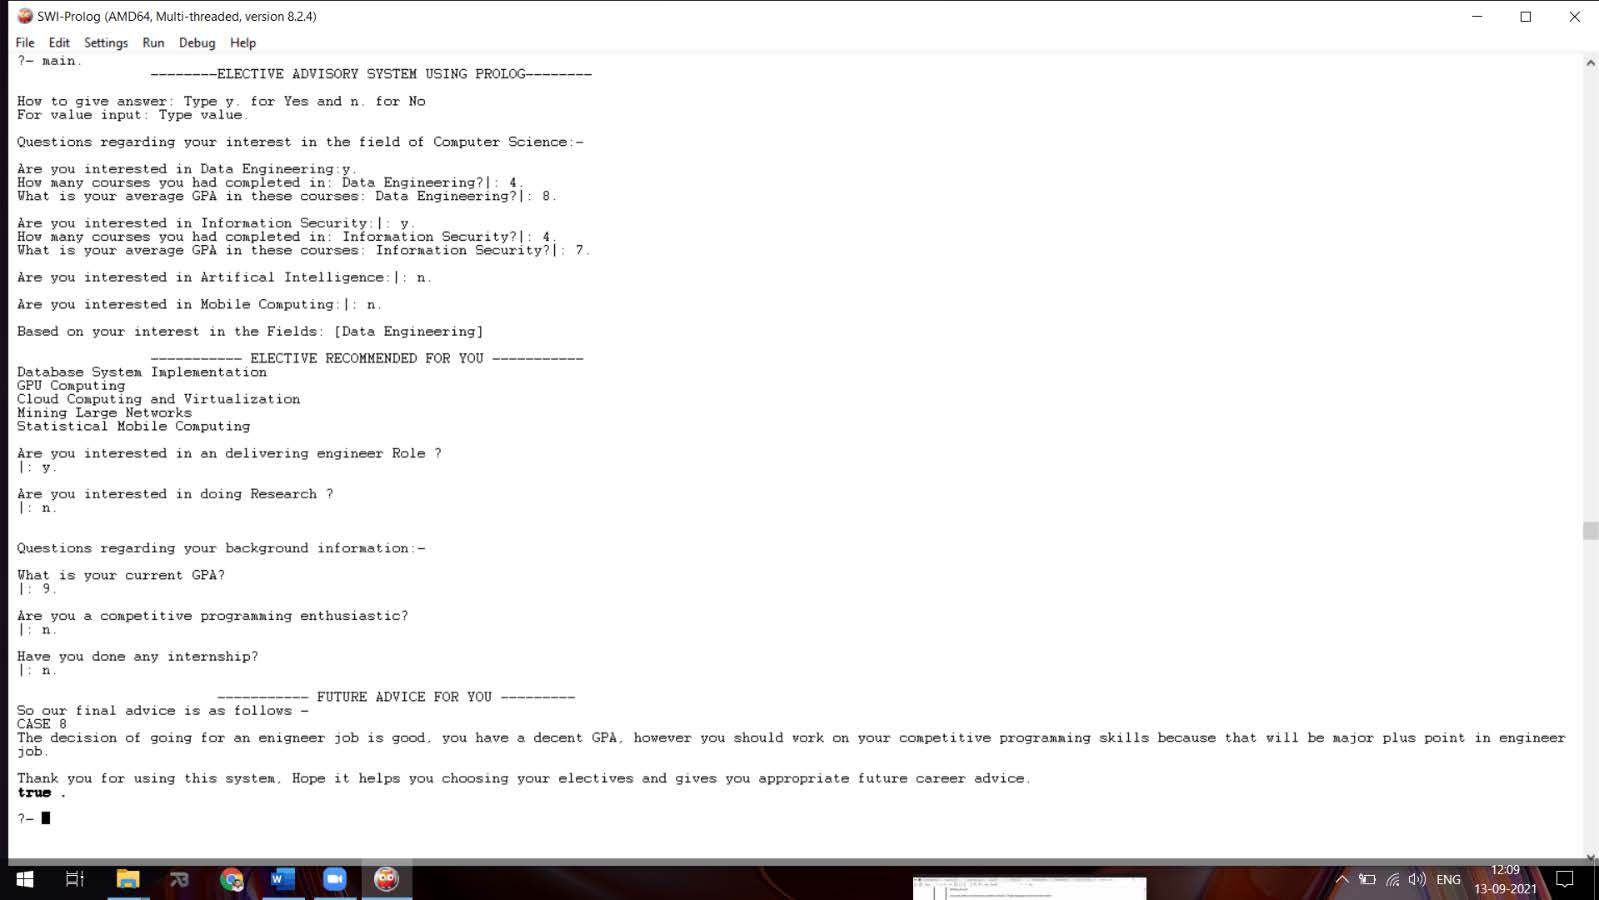 SWI-Prolog (AMD64, Multi-threaded, version 8.2.4)
File Edit Settings Run Debug Help
?- main.
--------ELECTIVE ADVISORY SYSTEM USING PROLOG--------
How to give answer: Type y. for Yes and n. for No
For value input: Type value.
Questions regarding your interest in the field of Computer Science:-
Are you interested in Data Engineering:y.
How many courses you had completed in: Data Engineering?|: 4.
What is your average GPA in these courses: Data Engineering?|: 8.
Are you interested in Information Security:|: y.
How many courses you had completed in: Information Security?|: 4.
What is your average GPA in these courses: Information Security?|: 7.
Are you interested in Artifical Intelligence:|: n.
Are you interested in Mobile Computing:|: n.
Based on your interest in the Fields: [Data Engineering]
----------- ELECTIVE RECOMMENDED FOR YOU -----------
Database System Implementation
GPU Computing
Cloud Computing and Virtualization
Mining Large Networks
Statistical Mobile Computing
Are you interested in an delivering engineer Role ?
|: y.
Are you interested in doing Research ?
|: n.
Questions regarding your background information:-
What is your current GPA?
|: 9.
Are you a competitive programming enthusiastic?
|: n.
Have you done any internship?
|: n.
----------- FUTURE ADVICE FOR YOU ---------
So our final advice is as follows -
CASE 8
The decision of going for an enigneer job is good, you have a decent GPA, however you should work on your competitive programming skills because that will be major plus point in engineer
job.
Thank you for using this system, Hope it helps you choosing your electives and gives you appropriate future career advice.
true .
?-
ENG
12:09
13-09-2021